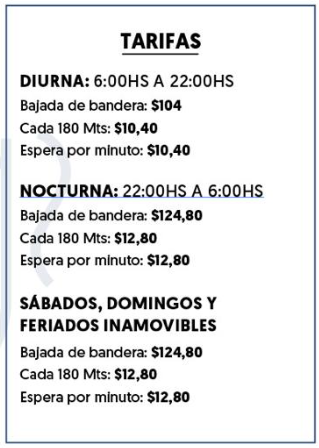 TARIFAS
DIURNA: 6:00HS A 22:00HS
Bajada de bandera: $104
Cada 180 Mts: $10,40
Espera por minuto: $10,40
NOCTURNA: 22:00HS A 6:00HS
Bajada de bandera: $124,80
Cada 180 Mts: $12,80
Espera por minuto: $12,80
SÁBADOS, DOMINGOS Y
FERIADOS INAMOVIBLES
Bajada de bandera: $124,80
Cada 180 Mts: $12,80
Espera por minuto: $12,80